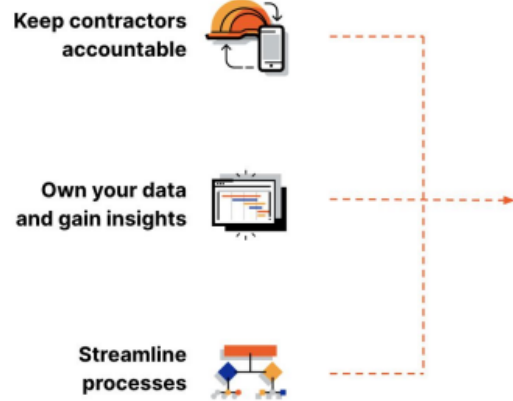 Keep contractors
accountable
Own your data
and gain insights
Streamline
processes